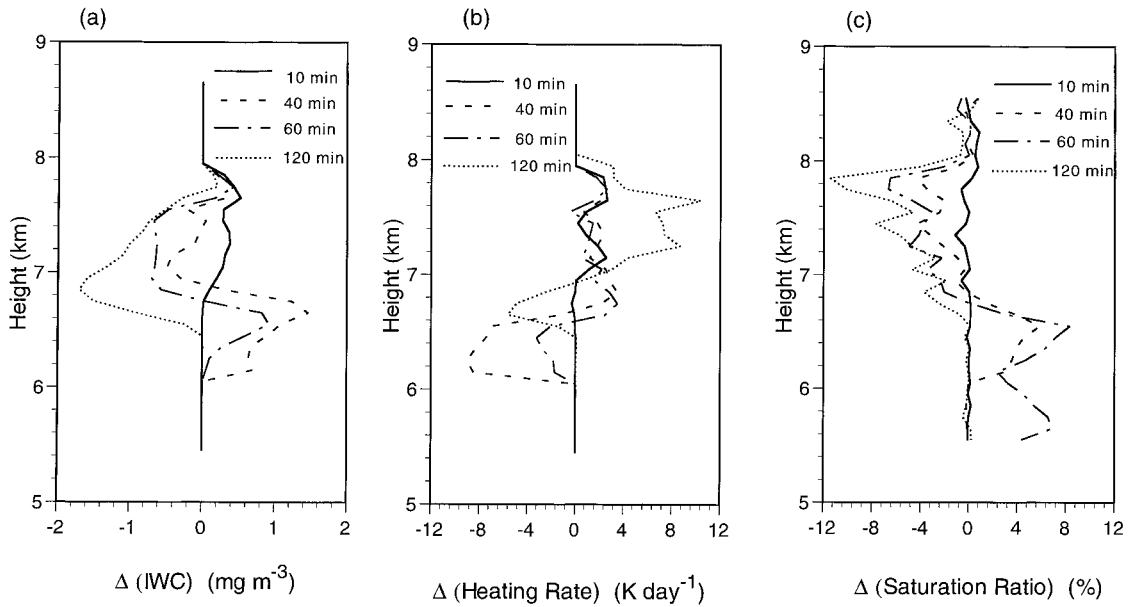 (a)
9
8
7
6
5
Height (km)
10 min
40 min
60 min
120 min
-2 -1 0 1 2
Δ (IWC) (mg m⁻³)
(b)
9
8
7
6
5
Height (km)
10 min
40 min
60 min
120 min
-12 -8 -4 0 4 8 12
Δ (Heating Rate) (K day⁻¹)
(c)
9
8
7
6
5
Height (km)
10 min
40 min
60 min
120 min
-12 -8 -4 0 4 8 12
Δ (Saturation Ratio) (%)